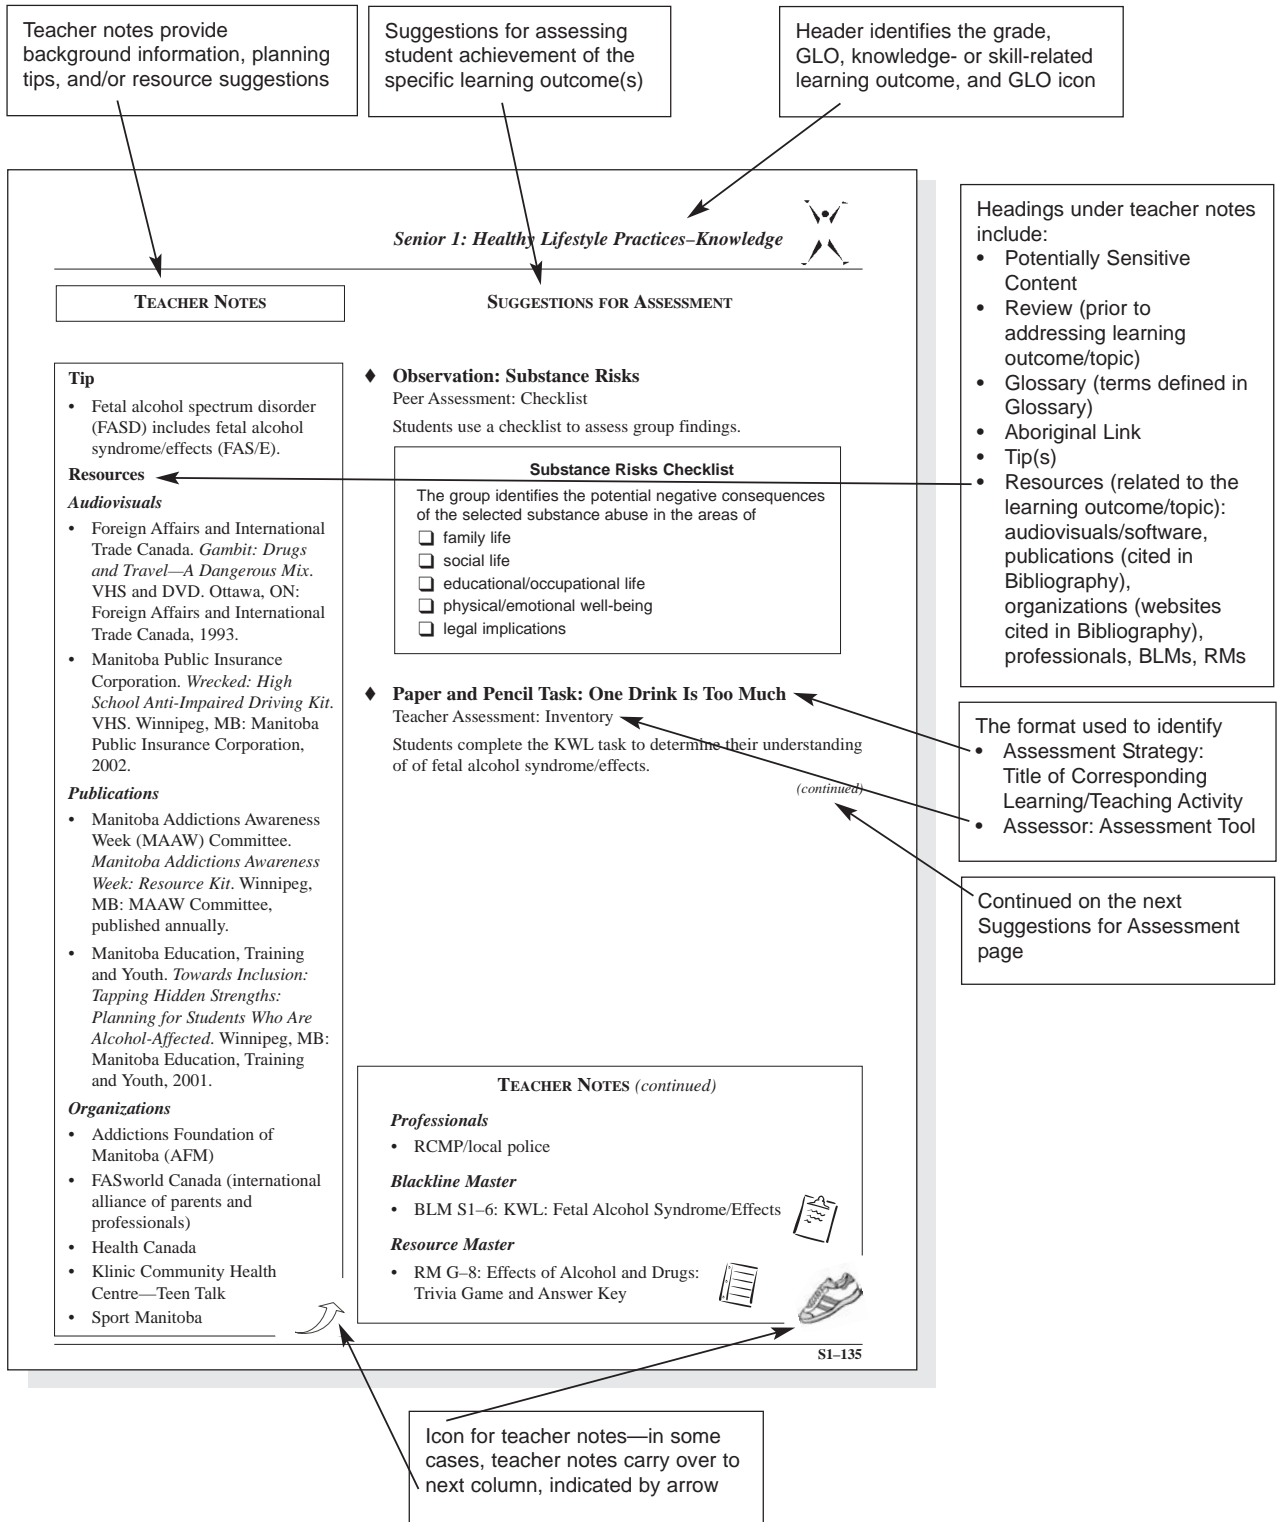 Teacher notes provide
background information, planning
tips, and/or resource suggestions
Suggestions for assessing
student achievement of the
specific learning outcome(s)
Header identifies the grade,
GLO, knowledge- or skill-related
learning outcome, and GLO icon
Senior 1: Healthy Lifestyle Practices–Knowledge
TEACHER NOTES
SUGGESTIONS FOR ASSESSMENT
Tip
• Fetal alcohol spectrum disorder
(FASD) includes fetal alcohol
syndrome/effects (FAS/E).
Resources
Audiovisuals
• Foreign Affairs and International
Trade Canada. Gambit: Drugs
and Travel—A Dangerous Mix.
VHS and DVD. Ottawa, ON:
Foreign Affairs and International
Trade Canada, 1993.
• Manitoba Public Insurance
Corporation. Wrecked: High
School Anti-Impaired Driving Kit.
VHS. Winnipeg, MB: Manitoba
Public Insurance Corporation,
2002.
Publications
• Manitoba Addictions Awareness
Week (MAAW) Committee.
Manitoba Addictions Awareness
Week: Resource Kit. Winnipeg,
MB: MAAW Committee,
published annually.
• Manitoba Education, Training
and Youth. Towards Inclusion:
Tapping Hidden Strengths:
Planning for Students Who Are
Alcohol-Affected. Winnipeg, MB:
Manitoba Education, Training
and Youth, 2001.
Organizations
• Addictions Foundation of
Manitoba (AFM)
• FASworld Canada (international
alliance of parents and
professionals)
• Health Canada
• Klinic Community Health
Centre—Teen Talk
• Sport Manitoba
♦ Observation: Substance Risks
Peer Assessment: Checklist
Students use a checklist to assess group findings.
Substance Risks Checklist
The group identifies the potential negative consequences
of the selected substance abuse in the areas of
❏ family life
❏ social life
❏ educational/occupational life
❏ physical/emotional well-being
❏ legal implications
♦ Paper and Pencil Task: One Drink Is Too Much
Teacher Assessment: Inventory
Students complete the KWL task to determine their understanding
of of fetal alcohol syndrome/effects.
(continued)
TEACHER NOTES (continued)
Professionals
• RCMP/local police
Blackline Master
• BLM S1–6: KWL: Fetal Alcohol Syndrome/Effects
Resource Master
• RM G–8: Effects of Alcohol and Drugs:
Trivia Game and Answer Key
S1–135
Headings under teacher notes
include:
• Potentially Sensitive
Content
• Review (prior to
addressing learning
outcome/topic)
• Glossary (terms defined in
Glossary)
• Aboriginal Link
• Tip(s)
• Resources (related to the
learning outcome/topic):
audiovisuals/software,
publications (cited in
Bibliography),
organizations (websites
cited in Bibliography),
professionals, BLMs, RMs
The format used to identify
• Assessment Strategy:
Title of Corresponding
Learning/Teaching Activity
• Assessor: Assessment Tool
Continued on the next
Suggestions for Assessment
page
Icon for teacher notes—in some
cases, teacher notes carry over to
next column, indicated by arrow